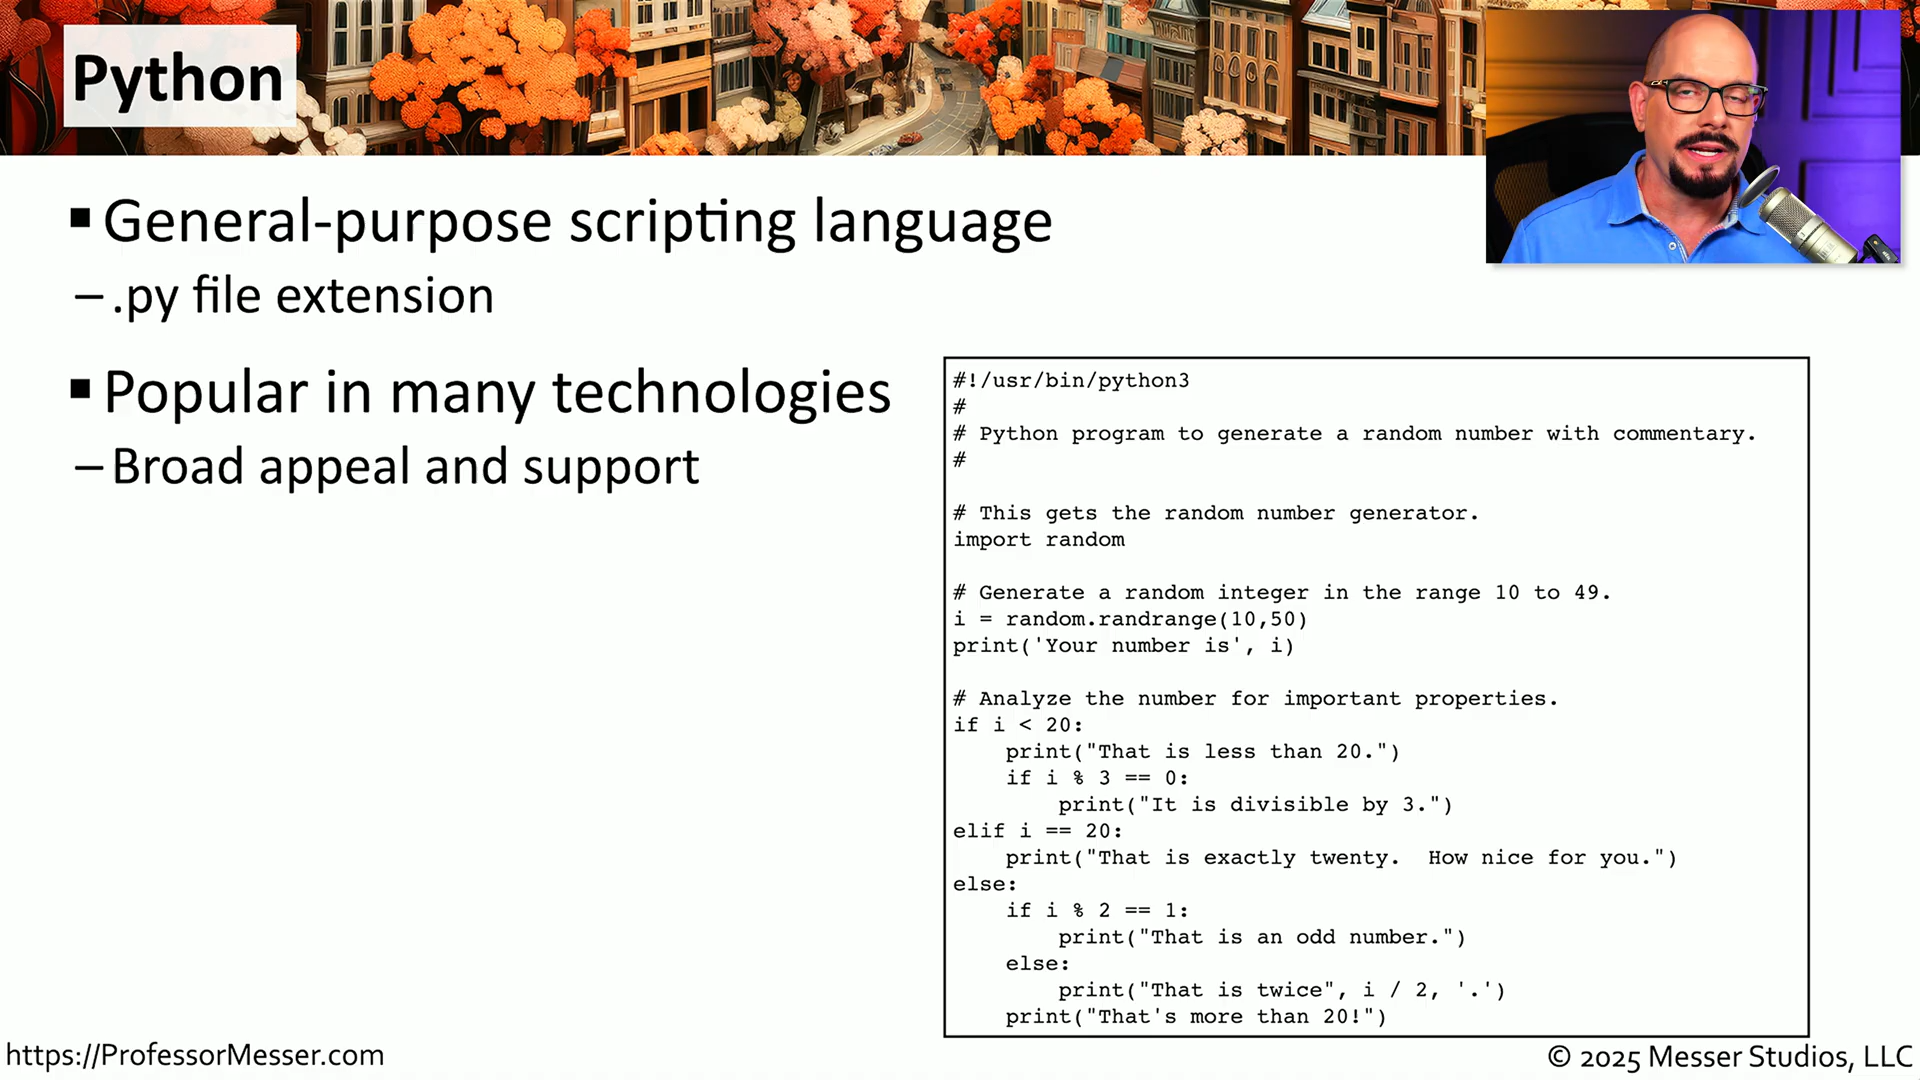 Python
▪ General-purpose scripting language
– .py file extension
▪ Popular in many technologies
– Broad appeal and support
#!/usr/bin/python3
#
# Python program to generate a random number with commentary.
#
# This gets the random number generator.
import random
# Generate a random integer in the range 10 to 49.
i = random.randrange(10,50)
print('Your number is', i)
# Analyze the number for important properties.
if i < 20:
    print("That is less than 20.")
    if i % 3 == 0:
        print("It is divisible by 3.")
elif i == 20:
    print("That is exactly twenty.  How nice for you.")
else:
    if i % 2 == 1:
        print("That is an odd number.")
    else:
        print("That is twice", i / 2, '.')
    print("That's more than 20!")
https://ProfessorMesser.com
© 2025 Messer Studios, LLC